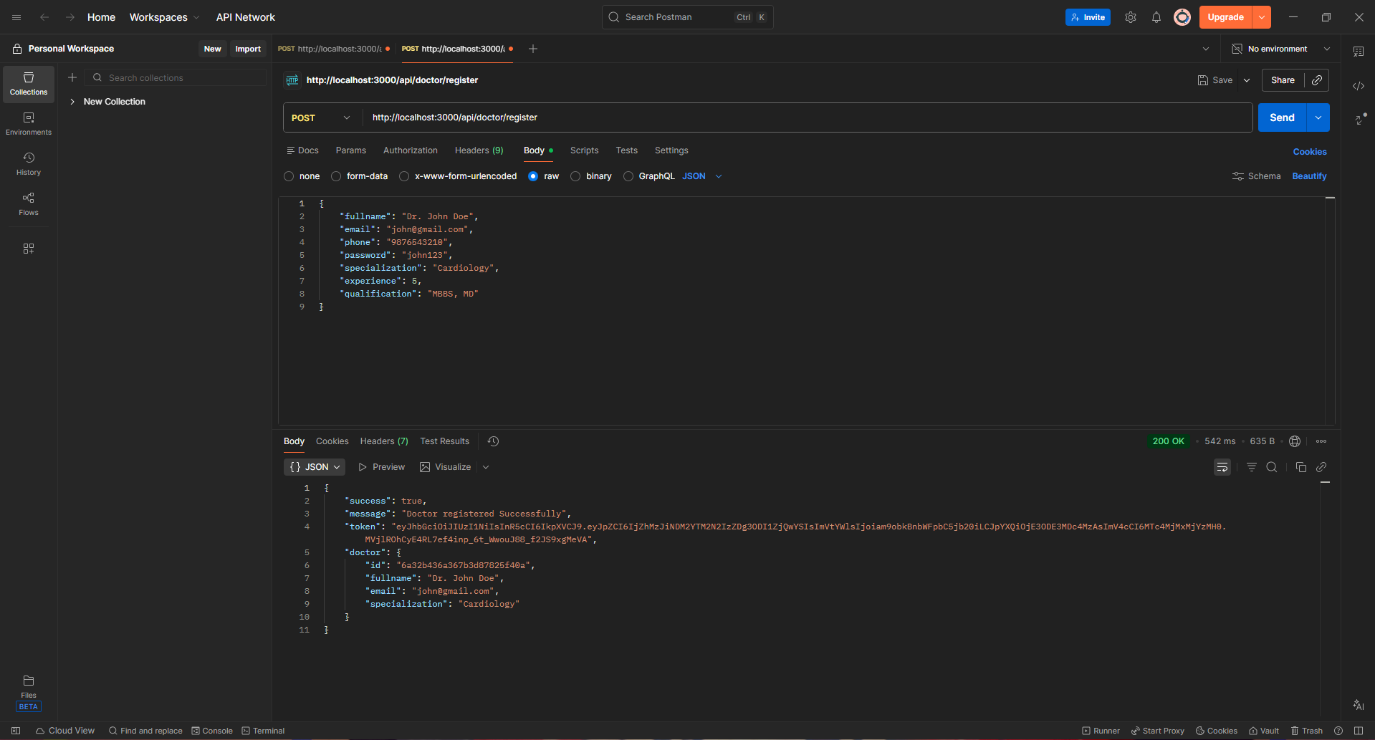 Home Workspaces API Network Search Postman Ctrl K Invite Upgrade
Personal Workspace New Import POST http://localhost:3000/a POST http://localhost:3000/a No environment
Search collections
New Collection
Collections
Environments
History
Flows
Files
BETA
HTTP http://localhost:3000/api/doctor/register Save Share
POST http://localhost:3000/api/doctor/register Send
Docs Params Authorization Headers (9) Body Scripts Tests Settings Cookies
none form-data x-www-form-urlencoded raw binary GraphQL JSON Schema Beautify
1 {
2 "fullname": "Dr. John Doe",
3 "email": "john@gmail.com",
4 "phone": "9876543210",
5 "password": "john123",
6 "specialization": "Cardiology",
7 "experience": 5,
8 "qualification": "MBBS, MD"
9 }
Body Cookies Headers (7) Test Results 200 OK • 542 ms • 635 B
{} JSON Preview Visualize
1 {
2 "success": true,
3 "message": "Doctor registered Successfully",
4 "token":
5 "doctor": {
6 "id": "6a32b436a367b3d87825f40a",
7 "fullname": "Dr. John Doe",
8 "email": "john@gmail.com",
9 "specialization": "Cardiology"
10 }
11 }
Cloud View Find and replace Console Terminal Runner Start Proxy Cookies Vault Trash
AI